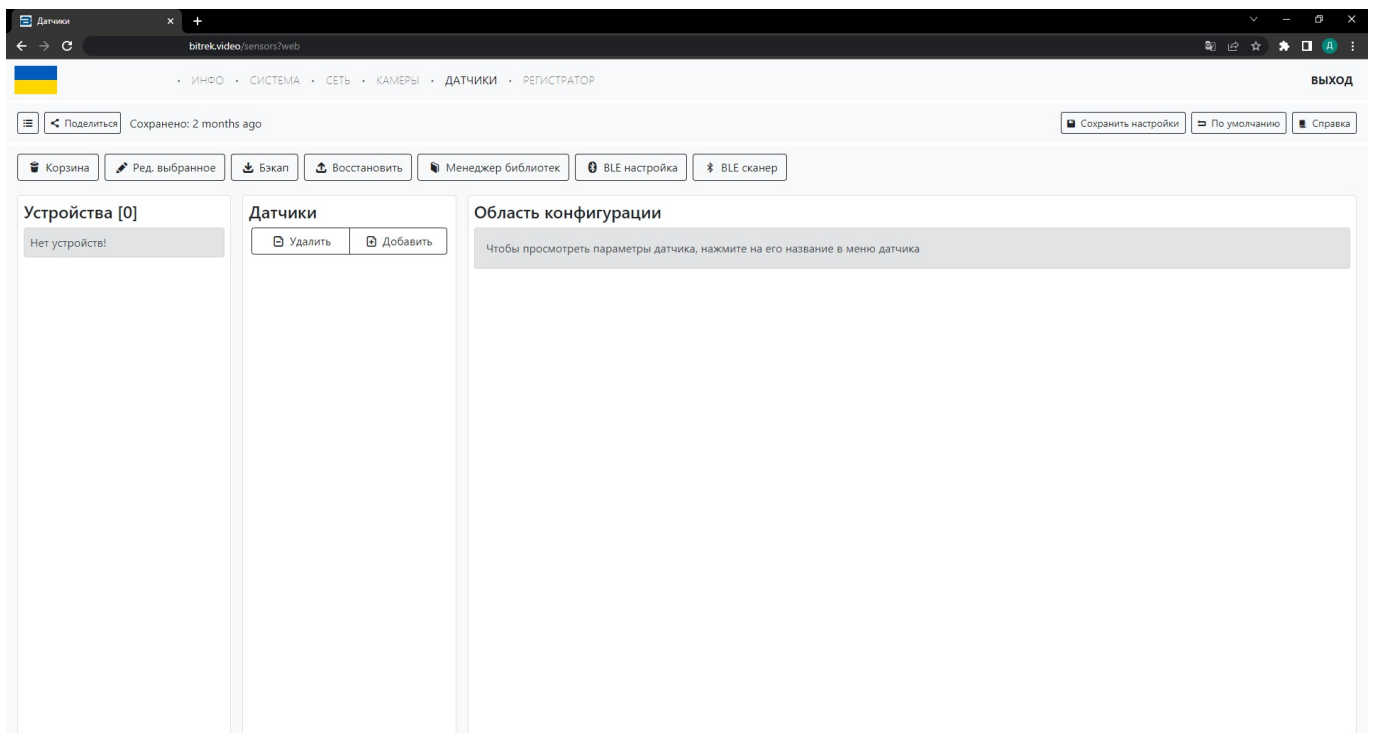 Датчики
bitrek.video/sensors?web
Д
• ИНФО • СИСТЕМА • СЕТЬ • КАМЕРЫ • ДАТЧИКИ • РЕГИСТРАТОР
ВЫХОД
Поделиться Сохранено: 2 months ago
Сохранить настройки По умолчанию Справка
Корзина Ред. выбранное Бэкап Восстановить Менеджер библиотек BLE настройка BLE сканер
Устройства [0]
Нет устройств!
Датчики
Удалить Добавить
Область конфигурации
Чтобы просмотреть параметры датчика, нажмите на его название в меню датчика